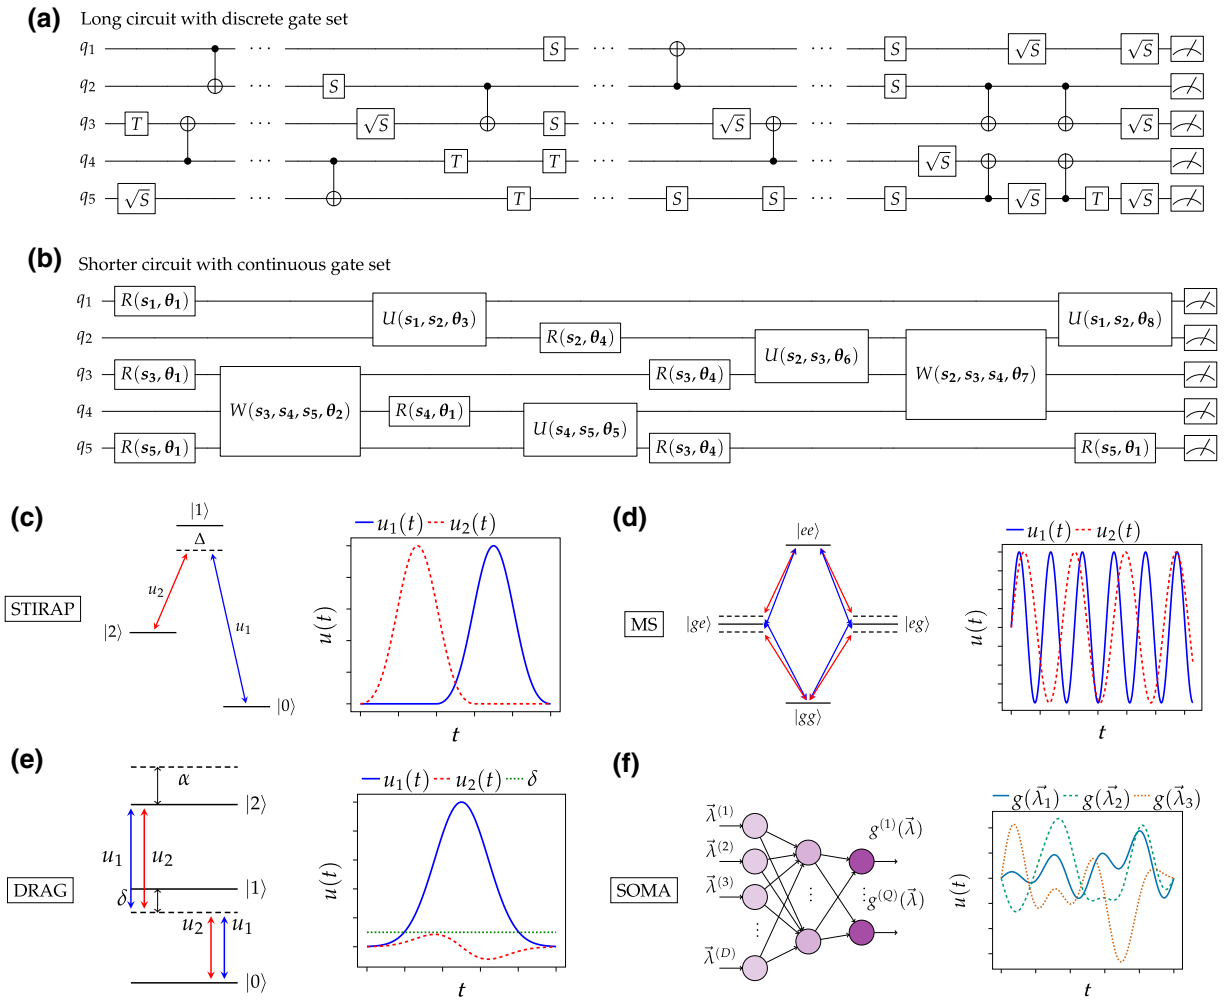 (a) Long circuit with discrete gate set
q₁ ··· S ··· ··· S √S √S
q₂ ··· S ··· ··· S
q₃ T ··· √S S ··· √S ··· √S
q₄ ··· T T ··· ··· √S
q₅ √S ··· T ··· S S ··· S √S T √S
(b) Shorter circuit with continuous gate set
q₁ R(s₁, θ₁)
U(s₁, s₂, θ₃) U(s₁, s₂, θ₈)
q₂ R(s₂, θ₄)
U(s₂, s₃, θ₆)
q₃ R(s₃, θ₁) R(s₃, θ₄) W(s₂, s₃, s₄, θ₇)
q₄ W(s₃, s₄, s₅, θ₂) R(s₄, θ₁)
U(s₄, s₅, θ₅)
q₅ R(s₅, θ₁) R(s₃, θ₄) R(s₅, θ₁)
(c)
STIRAP
|1⟩
Δ
u₂
u₁
|2⟩
|0⟩
u₁(t) u₂(t)
u(t)
t
(d)
MS
|ee⟩
|ge⟩ |eg⟩
|gg⟩
u₁(t) u₂(t)
u(t)
t
(e)
DRAG
α
|2⟩
u₁ u₂
|1⟩
δ
u₂ u₁
|0⟩
u₁(t) u₂(t) δ
u(t)
t
(f)
SOMA
λ⃗⁽¹⁾
λ⃗⁽²⁾
λ⃗⁽³⁾
⋮
λ⃗⁽ᴰ⁾
⋮
g⁽¹⁾(λ⃗)
⋮
g⁽Q⁾(λ⃗)
g(λ⃗₁) g(λ⃗₂) g(λ⃗₃)
u(t)
t